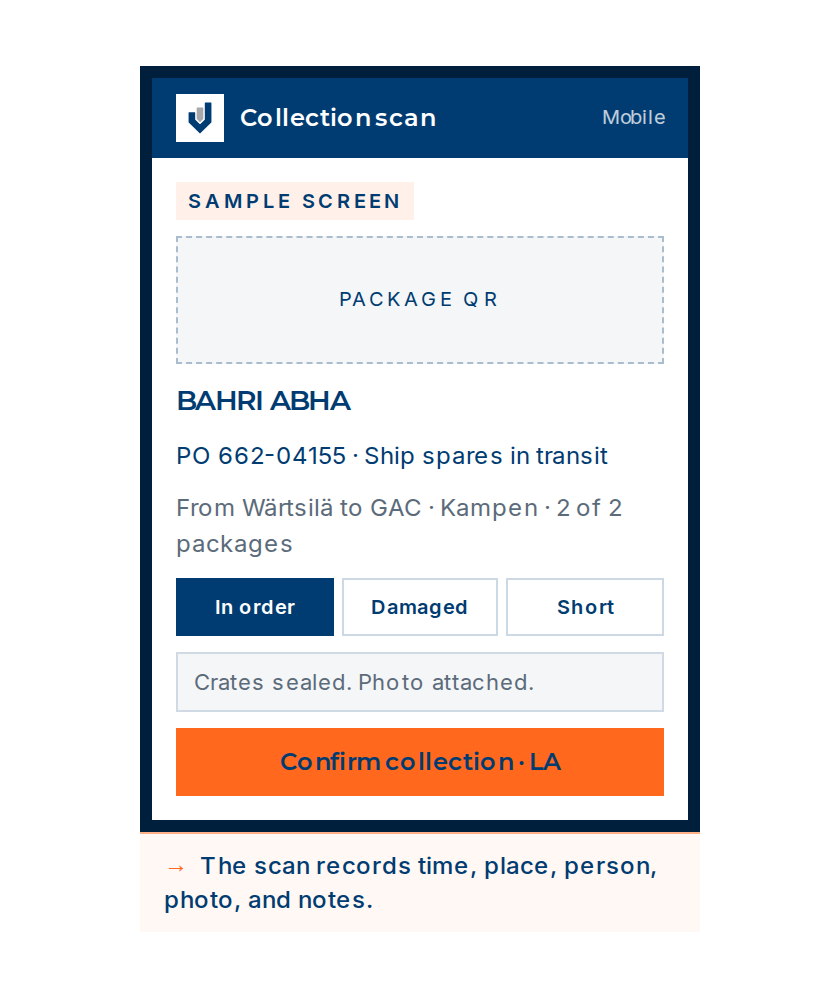 Collection scan
Mobile
SAMPLE SCREEN
PACKAGE QR
BAHRI ABHA
PO 662-04155 · Ship spares in transit
From Wärtsilä to GAC · Kampen · 2 of 2
packages
In order
Damaged
Short
Crates sealed. Photo attached.
Confirm collection · LA
→ The scan records time, place, person,
photo, and notes.